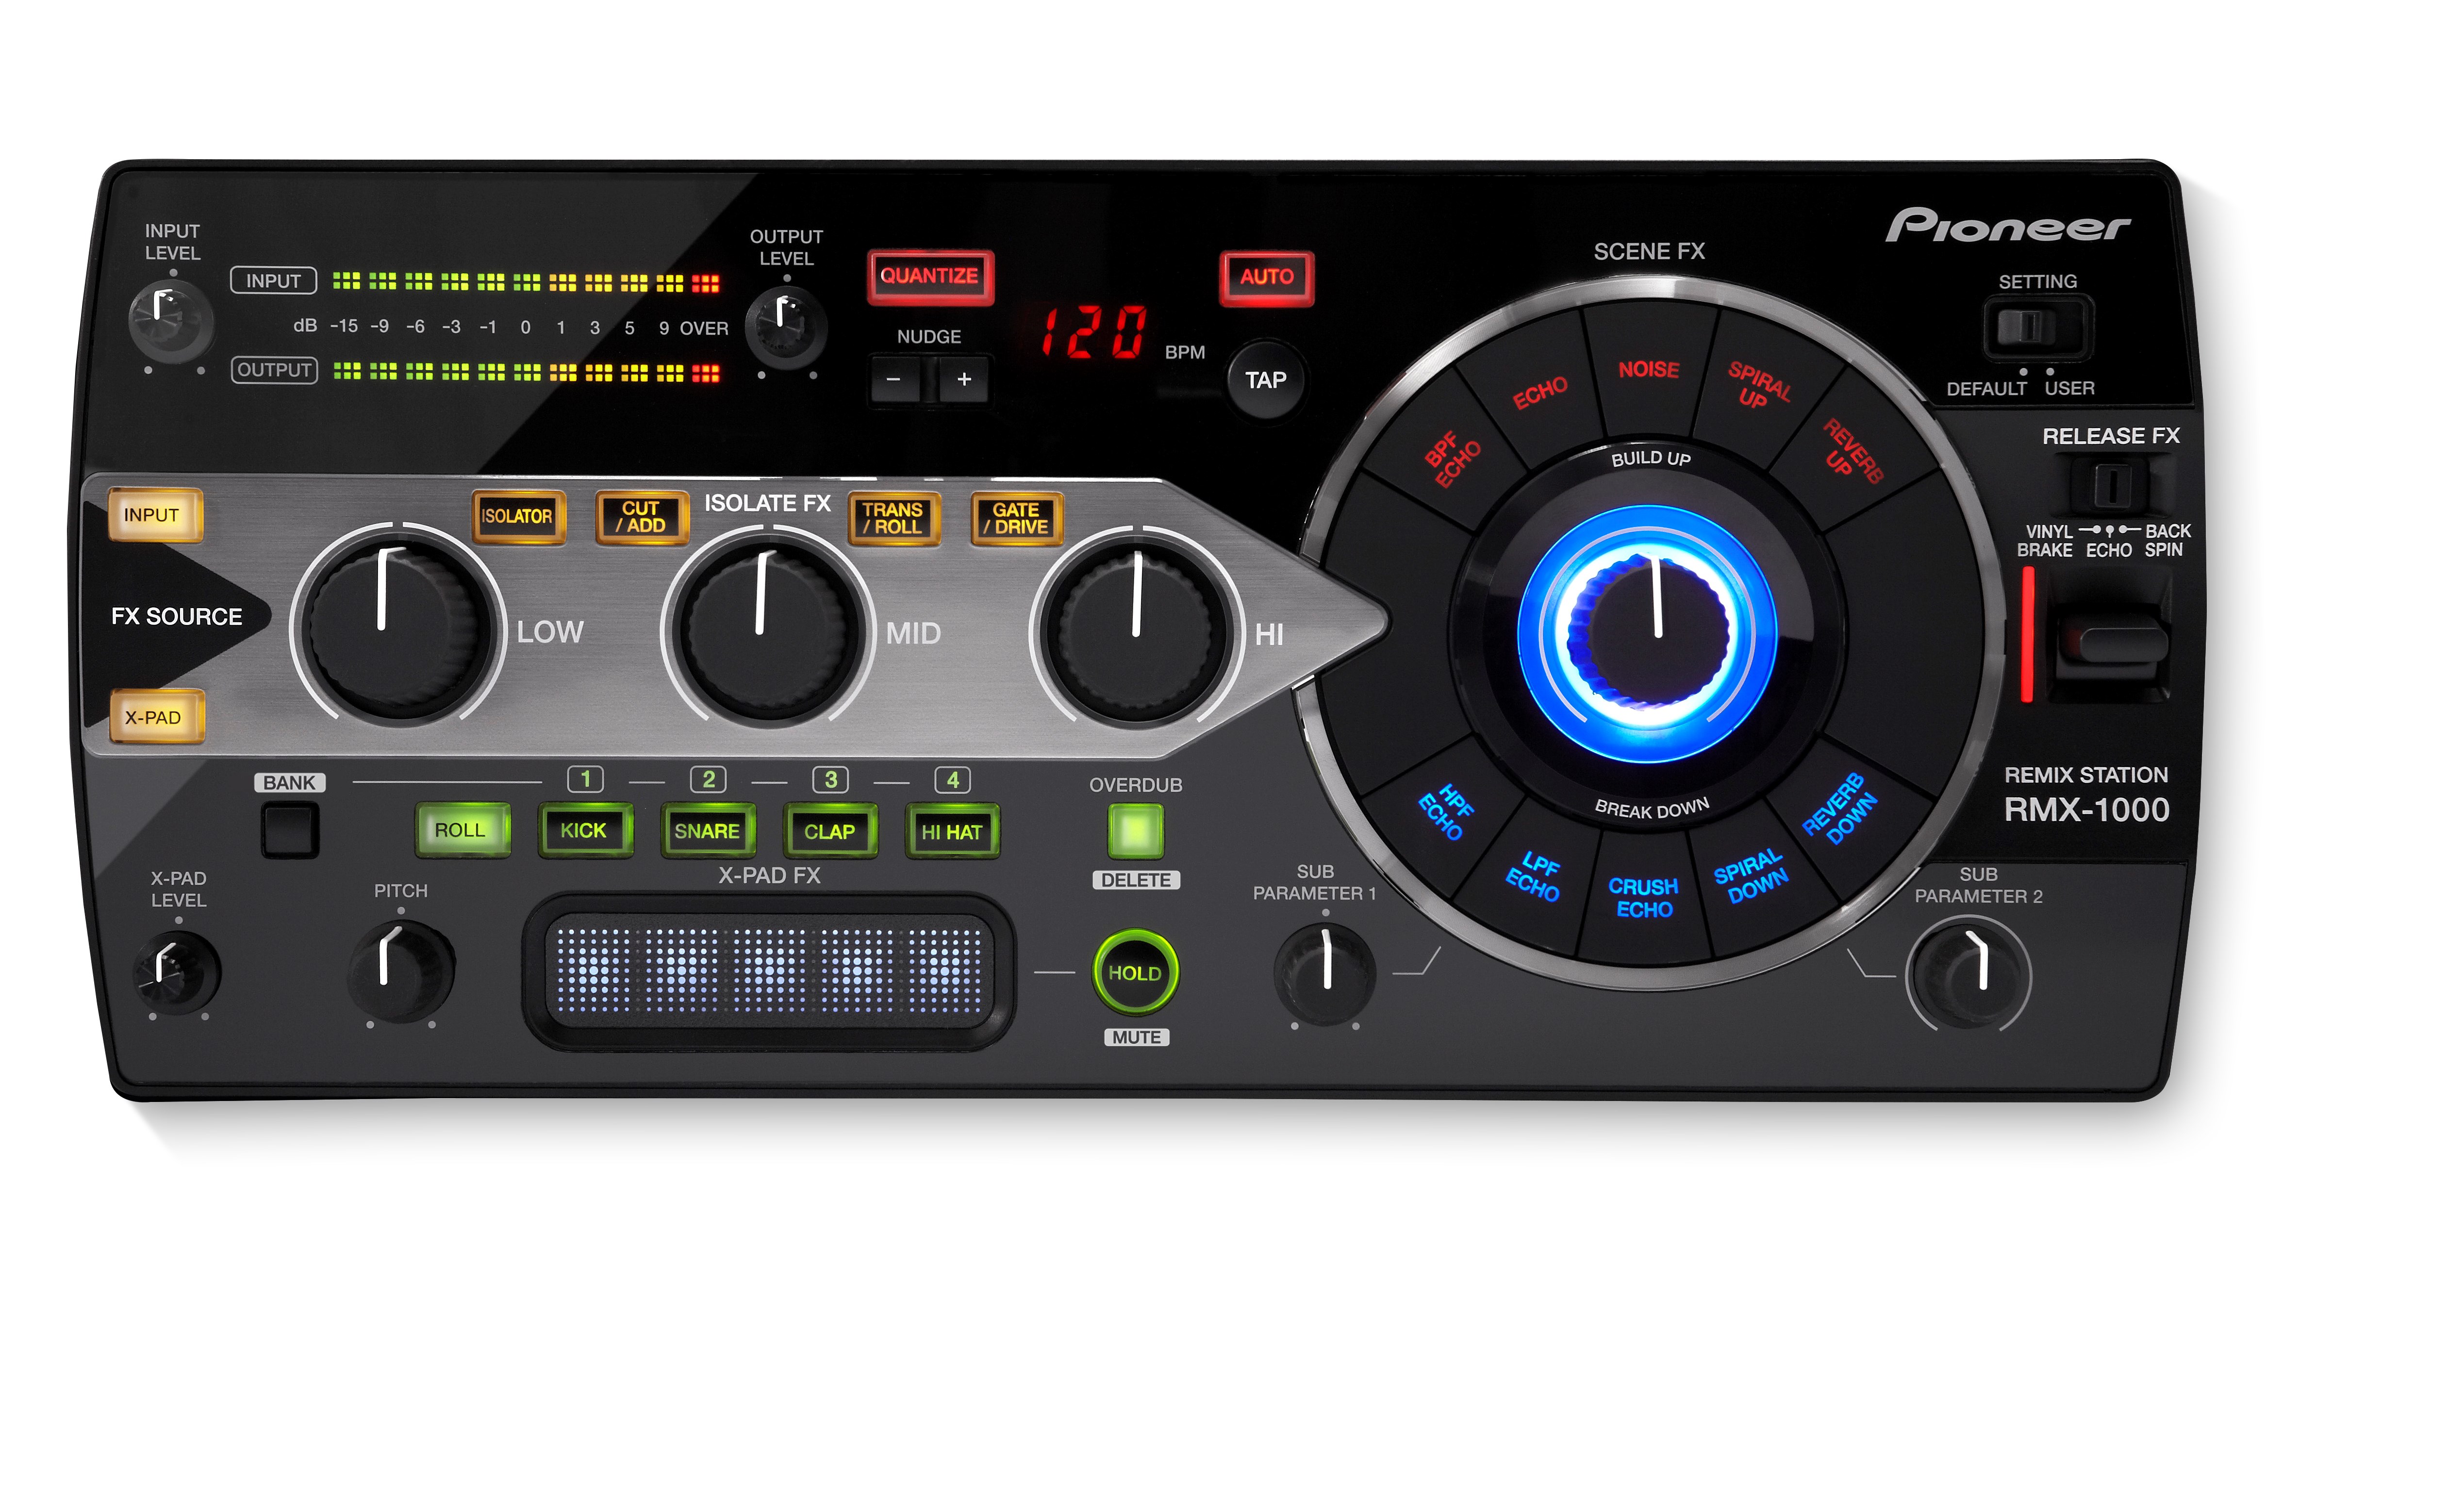 Pioneer
INPUT
LEVEL
INPUT
dB -15 -9 -6 -3 -1 0 1 3 5 9 OVER
OUTPUT
OUTPUT
LEVEL
QUANTIZE
NUDGE
- +
120
BPM
AUTO
TAP
SCENE FX
SETTING
DEFAULT USER
RELEASE FX
VINYL BACK
BRAKE ECHO SPIN
BPF
ECHO
ECHO
NOISE
SPIRAL
UP
REVERB
UP
BUILD UP
BREAK DOWN
HPF
ECHO
LPF
ECHO
CRUSH
ECHO
SPIRAL
DOWN
REVERB
DOWN
INPUT
FX SOURCE
X-PAD
ISOLATOR
CUT
/ ADD
ISOLATE FX
TRANS
/ ROLL
GATE
/ DRIVE
LOW
MID
HI
REMIX STATION
RMX-1000
BANK
1 2 3 4
ROLL
KICK
SNARE
CLAP
HI HAT
OVERDUB
DELETE
X-PAD
LEVEL
PITCH
X-PAD FX
HOLD
MUTE
SUB
PARAMETER 1
SUB
PARAMETER 2